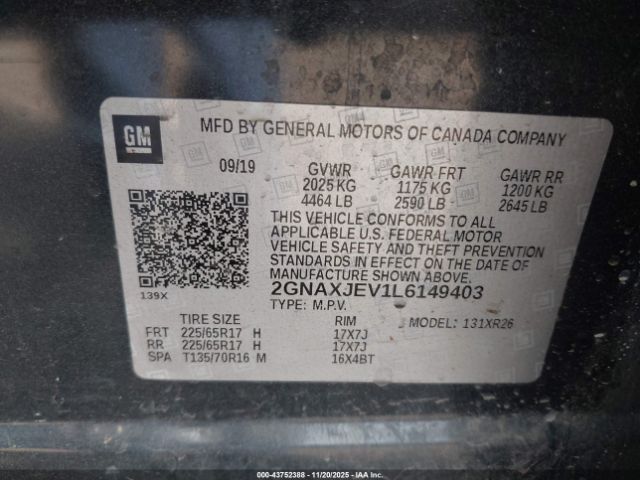 GM
MFD BY GENERAL MOTORS OF CANADA COMPANY
09/19 GVWR GAWR FRT GAWR RR
2025 KG 1175 KG 1200 KG
4464 LB 2590 LB 2645 LB
THIS VEHICLE CONFORMS TO ALL
APPLICABLE U.S. FEDERAL MOTOR
VEHICLE SAFETY AND THEFT PREVENTION
STANDARDS IN EFFECT ON THE DATE OF
MANUFACTURE SHOWN ABOVE.
139X
2GNAXJEV1L6149403
TYPE: M.P.V.
TIRE SIZE RIM MODEL: 131XR26
FRT 225/65R17 H 17X7J
RR 225/65R17 H 17X7J
SPA T135/70R16 M 16X4BT
000-43752388 - 11/20/2025 - IAA Inc.